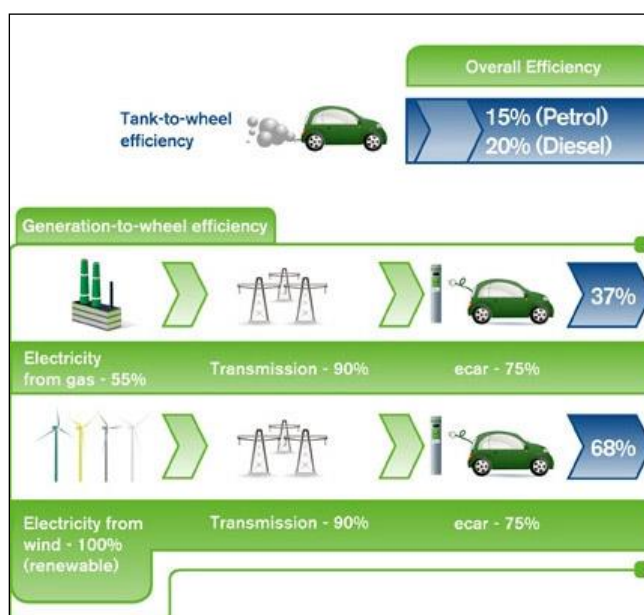 Overall Efficiency
Tank-to-wheel
efficiency
15% (Petrol)
20% (Diesel)
Generation-to-wheel efficiency
37%
Electricity
from gas - 55%
Transmission - 90%
ecar - 75%
68%
Electricity from
wind - 100%
(renewable)
Transmission - 90%
ecar - 75%